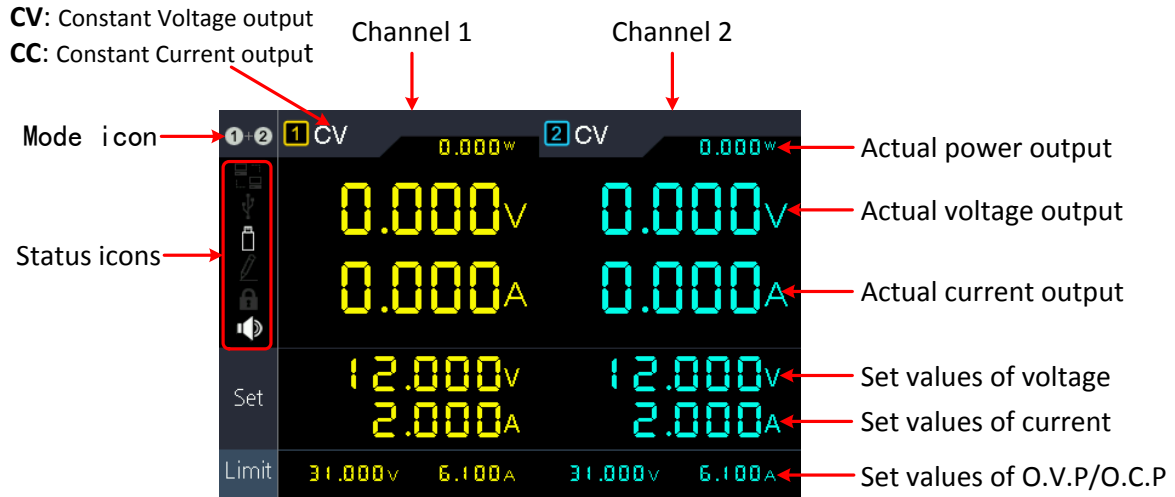 CV: Constant Voltage output
CC: Constant Current output
Channel 1
Channel 2
Mode icon
1+2
1 CV
0.000W
2 CV
0.000W
Actual power output
0.000V
0.000V
Actual voltage output
Status icons
0.000A
0.000A
Actual current output
Set
12.000V
12.000V
Set values of voltage
2.000A
2.000A
Set values of current
Limit
31.000V 6.100A
31.000V 6.100A
Set values of O.V.P/O.C.P